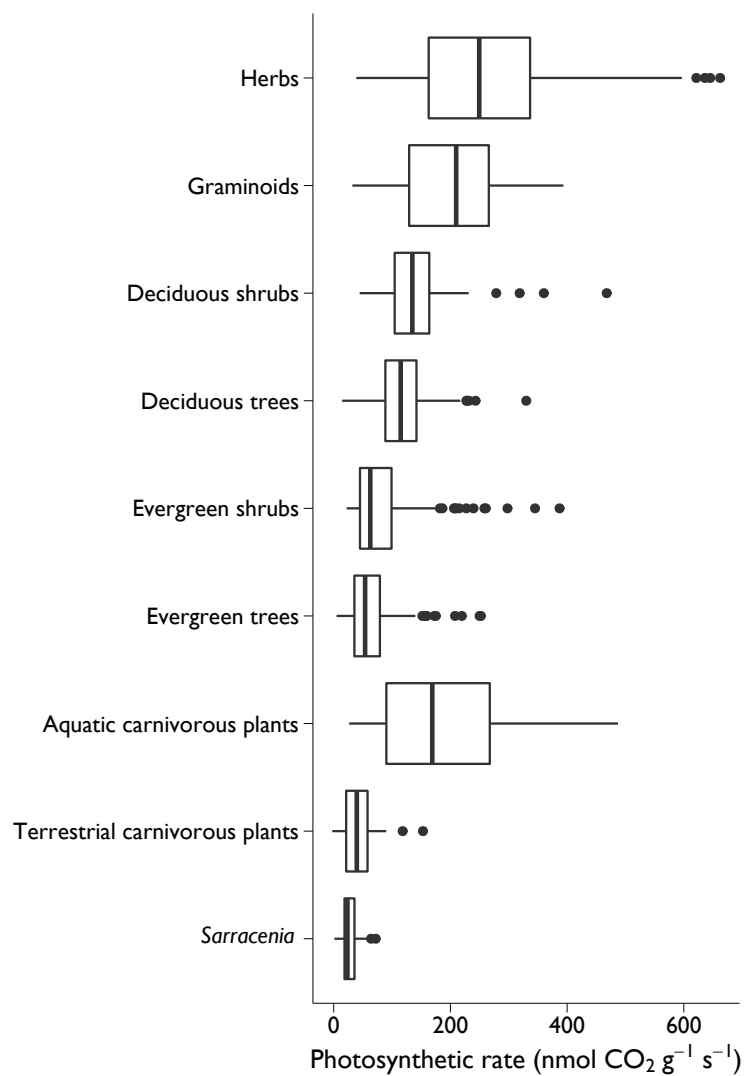 Herbs
Graminoids
Deciduous shrubs
Deciduous trees
Evergreen shrubs
Evergreen trees
Aquatic carnivorous plants
Terrestrial carnivorous plants
Sarracenia
0 200 400 600
Photosynthetic rate (nmol CO₂ g⁻¹ s⁻¹)